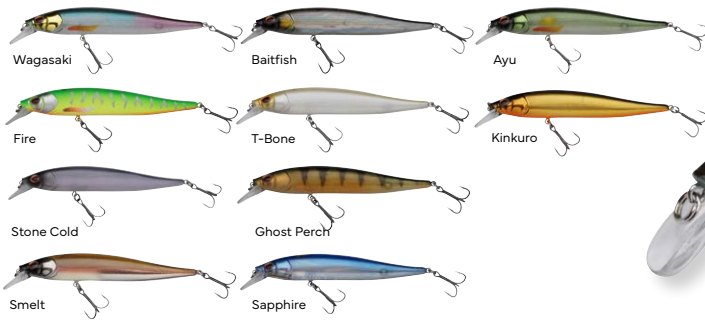 Wagasaki
Baitfish
Ayu
Fire
T-Bone
Kinkuro
Stone Cold
Ghost Perch
Smelt
Sapphire